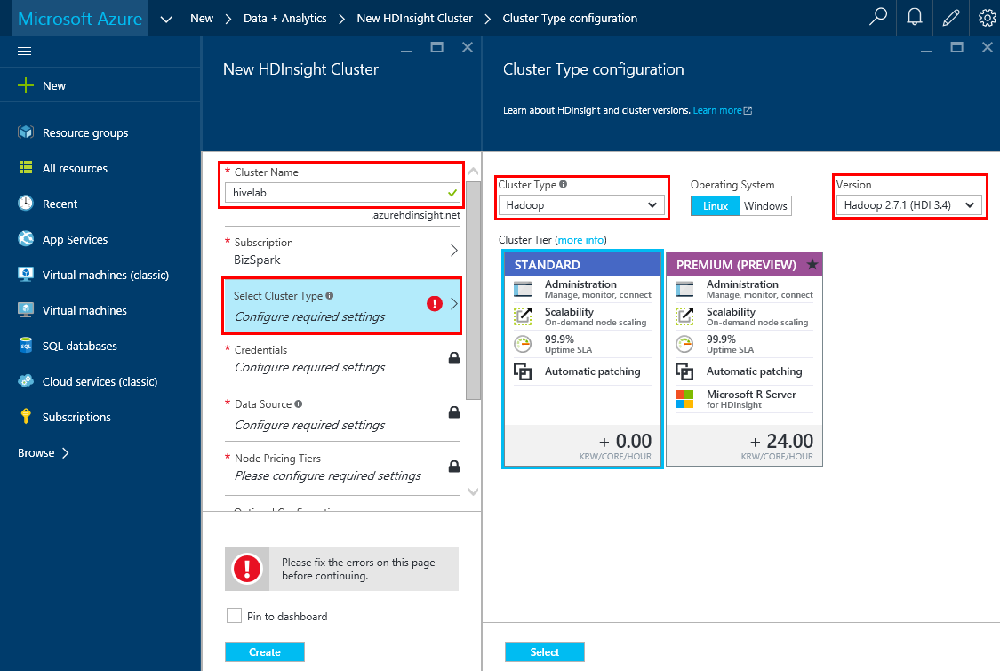 Microsoft Azure
New > Data + Analytics > New HDInsight Cluster > Cluster Type configuration
New
Resource groups
All resources
Recent
App Services
Virtual machines (classic)
Virtual machines
SQL databases
Cloud services (classic)
Subscriptions
Browse >
New HDInsight Cluster
* Cluster Name
hivelab
.azurehdinsight.net
* Subscription
BizSpark
Select Cluster Type
Configure required settings
* Credentials
Configure required settings
* Data Source
Configure required settings
* Node Pricing Tiers
Please configure required settings
Please fix the errors on this page
before continuing.
Pin to dashboard
Create
Cluster Type configuration
Learn about HDInsight and cluster versions. Learn more
Cluster Type
Hadoop
Operating System
Linux
Windows
Version
Hadoop 2.7.1 (HDI 3.4)
Cluster Tier (more info)
STANDARD
Administration
Manage, monitor, connect
Scalability
On-demand node scaling
99.9%
Uptime SLA
Automatic patching
+ 0.00
KRW/CORE/HOUR
PREMIUM (PREVIEW)
Administration
Manage, monitor, connect
Scalability
On-demand node scaling
99.9%
Uptime SLA
Automatic patching
Microsoft R Server
for HDInsight
+ 24.00
KRW/CORE/HOUR
Select